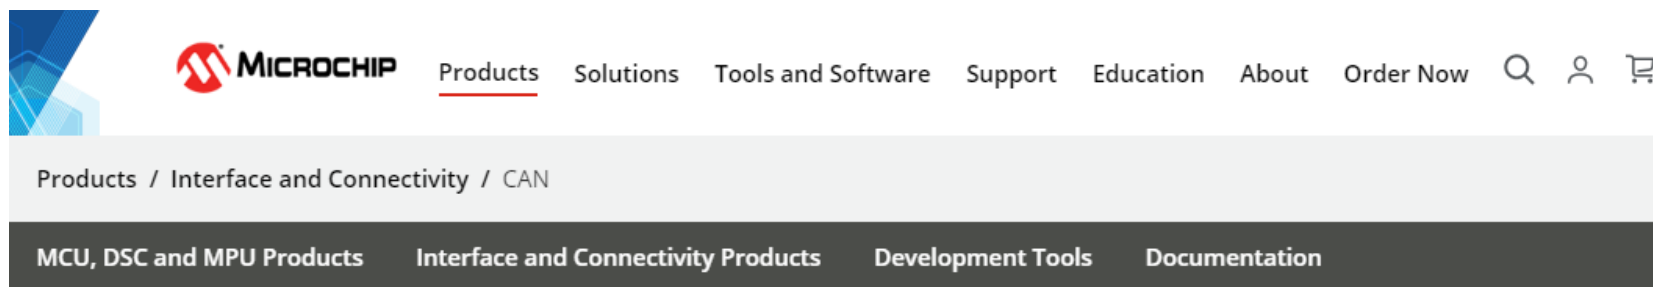 MICROCHIP Products Solutions Tools and Software Support Education About Order Now
Products / Interface and Connectivity / CAN
MCU, DSC and MPU Products Interface and Connectivity Products Development Tools Documentation